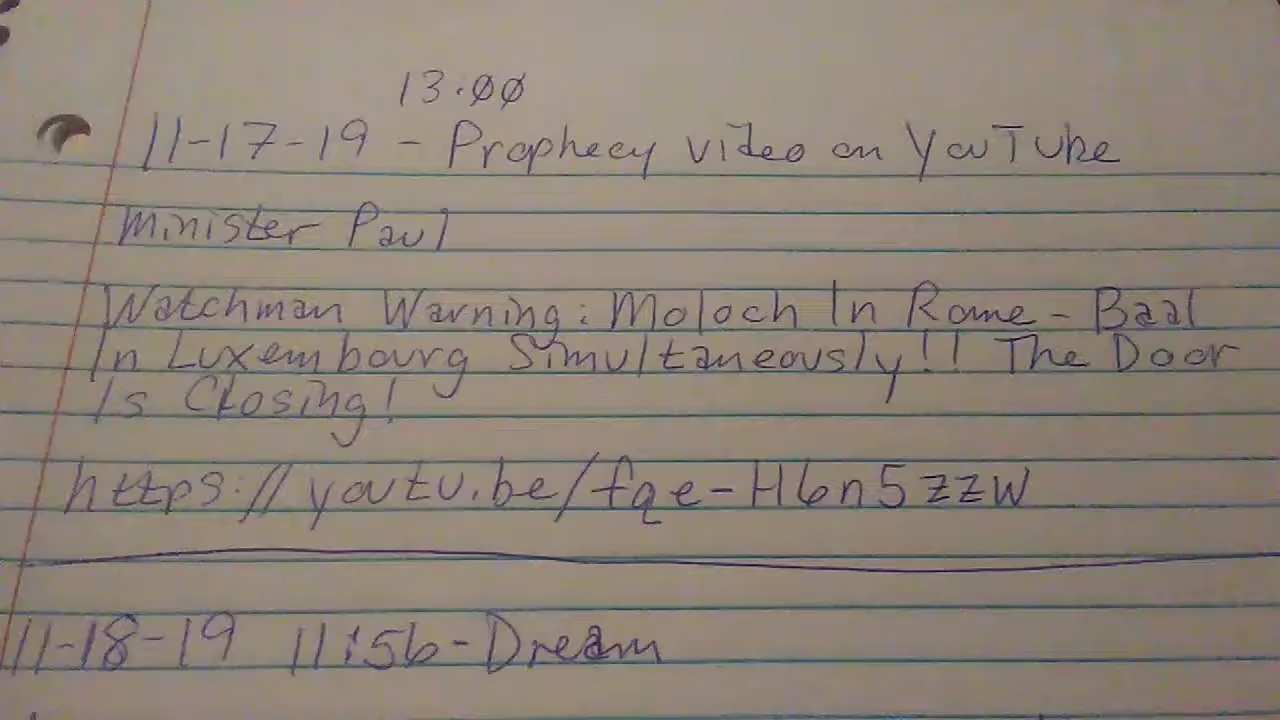 13:00
11-17-19 - Prophecy video on YouTube
Minister Paul
Watchman Warning: Moloch In Rome - Baal
In Luxembourg Simultaneously!! The Door
Is Closing!
https://youtu.be/fqe-H6n5zzW
11-18-19 11:56 - Dream